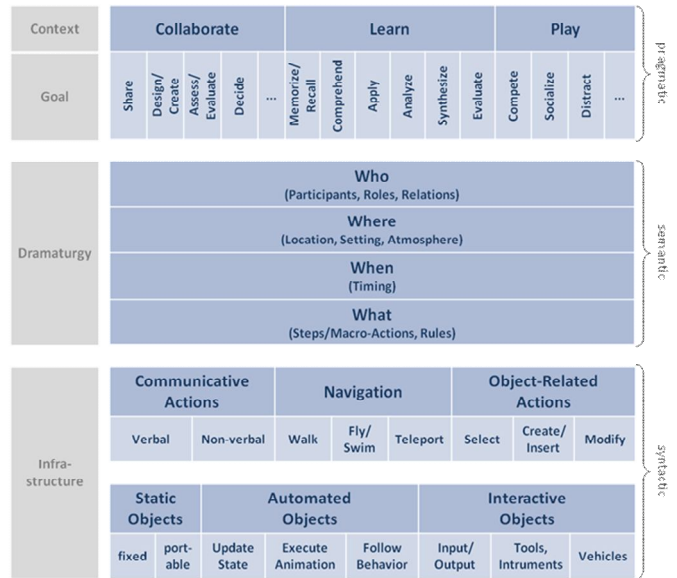 Context
Collaborate
Learn
Play
Goal
Share
Design/
Create
Assess/
Evaluate
Decide
...
Memorize/
Recall
Comprehend
Apply
Analyze
Synthesize
Evaluate
Compete
Socialize
Distract
...
pragmatic
Dramaturgy
Who
(Participants, Roles, Relations)
Where
(Location, Setting, Atmosphere)
When
(Timing)
What
(Steps/Macro-Actions, Rules)
semantic
Infra-
structure
Communicative
Actions
Navigation
Object-Related
Actions
Verbal
Non-verbal
Walk
Fly/
Swim
Teleport
Select
Create/
Insert
Modify
Static
Objects
Automated
Objects
Interactive
Objects
fixed
port-
able
Update
State
Execute
Animation
Follow
Behavior
Input/
Output
Tools,
Intruments
Vehicles
syntactic